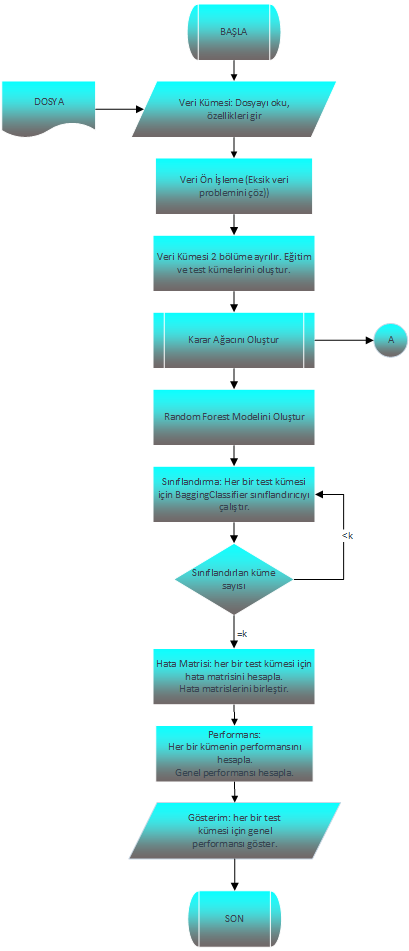 BAŞLA
DOSYA
Veri Kümesi: Dosyayı oku,
özellikleri gir
Veri Ön İşleme (Eksik veri
problemini çöz))
Veri Kümesi 2 bölüme ayrılır. Eğitim
ve test kümelerini oluştur.
Karar Ağacını Oluştur
A
Random Forest Modelini Oluştur
Sınıflandırma: Her bir test kümesi
için BaggingClassifier sınıflandırıcıyı
çalıştır.
<k
Sınıflandırlan küme
sayısı
=k
Hata Matrisi: her bir test kümesi için
hata matrisini hesapla.
Hata matrislerini birleştir.
Performans:
Her bir kümenin performansını
hesapla.
Genel performansı hesapla.
Gösterim: her bir test
kümesi için genel
performansı göster.
SON